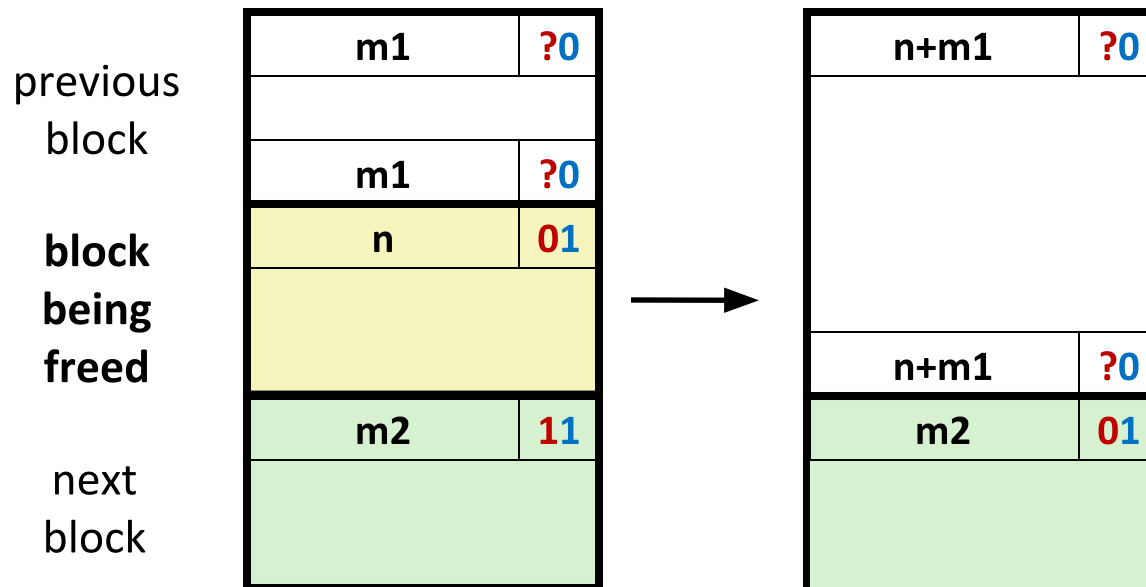 m1 ?0
previous
block
m1 ?0
block
being
freed
n 01
m2 11
next
block
n+m1 ?0
n+m1 ?0
m2 01